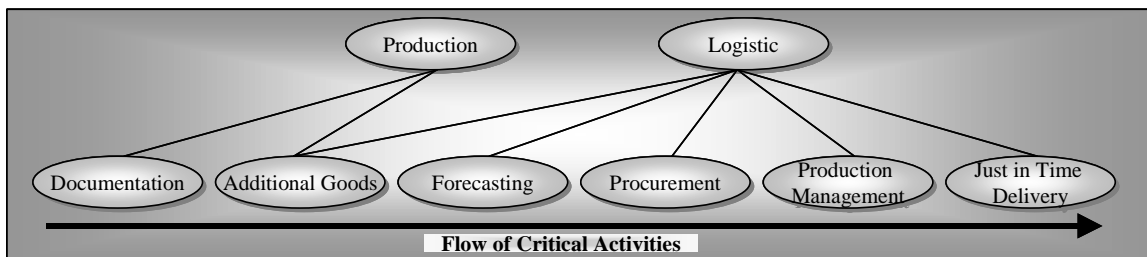 Production
Logistic
Documentation
Additional Goods
Forecasting
Procurement
Production
Management
Just in Time
Delivery
Flow of Critical Activities